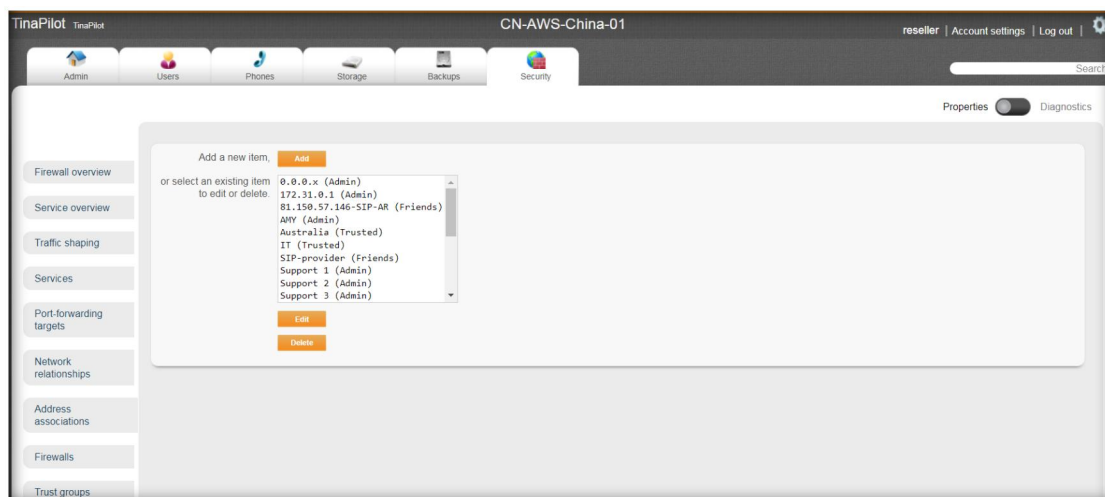 TinaPilot TinaPilot
CN-AWS-China-01
reseller | Account settings | Log out |
Admin
Users
Phones
Storage
Backups
Security
Search
Properties
Diagnostics
Firewall overview
Service overview
Traffic shaping
Services
Port-forwarding
targets
Network
relationships
Address
associations
Firewalls
Trust groups
Add a new item,
Add
or select an existing item
to edit or delete.
0.0.0.x (Admin)
172.31.0.1 (Admin)
81.150.57.146-SIP-AR (Friends)
AMY (Admin)
Australia (Trusted)
IT (Trusted)
SIP-provider (Friends)
Support 1 (Admin)
Support 2 (Admin)
Support 3 (Admin)
Edit
Delete